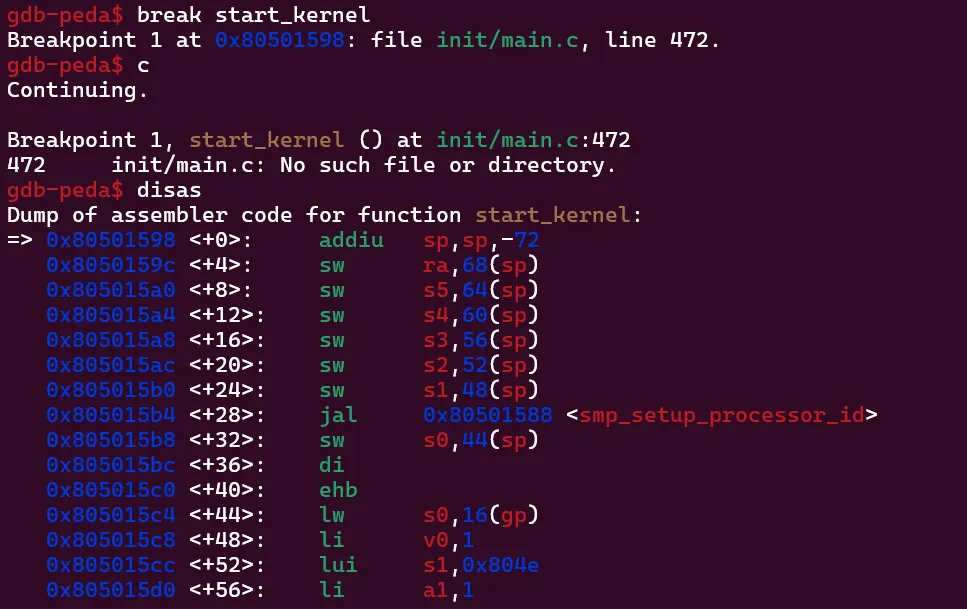 gdb-peda$ break start_kernel
Breakpoint 1 at 0x80501598: file init/main.c, line 472.
gdb-peda$ c
Continuing.

Breakpoint 1, start_kernel () at init/main.c:472
472     init/main.c: No such file or directory.
gdb-peda$ disas
Dump of assembler code for function start_kernel:
=> 0x80501598 <+0>:     addiu   sp,sp,-72
   0x8050159c <+4>:     sw      ra,68(sp)
   0x805015a0 <+8>:     sw      s5,64(sp)
   0x805015a4 <+12>:    sw      s4,60(sp)
   0x805015a8 <+16>:    sw      s3,56(sp)
   0x805015ac <+20>:    sw      s2,52(sp)
   0x805015b0 <+24>:    sw      s1,48(sp)
   0x805015b4 <+28>:    jal     0x80501588 <smp_setup_processor_id>
   0x805015b8 <+32>:    sw      s0,44(sp)
   0x805015bc <+36>:    di
   0x805015c0 <+40>:    ehb
   0x805015c4 <+44>:    lw      s0,16(gp)
   0x805015c8 <+48>:    li      v0,1
   0x805015cc <+52>:    lui     s1,0x804e
   0x805015d0 <+56>:    li      a1,1